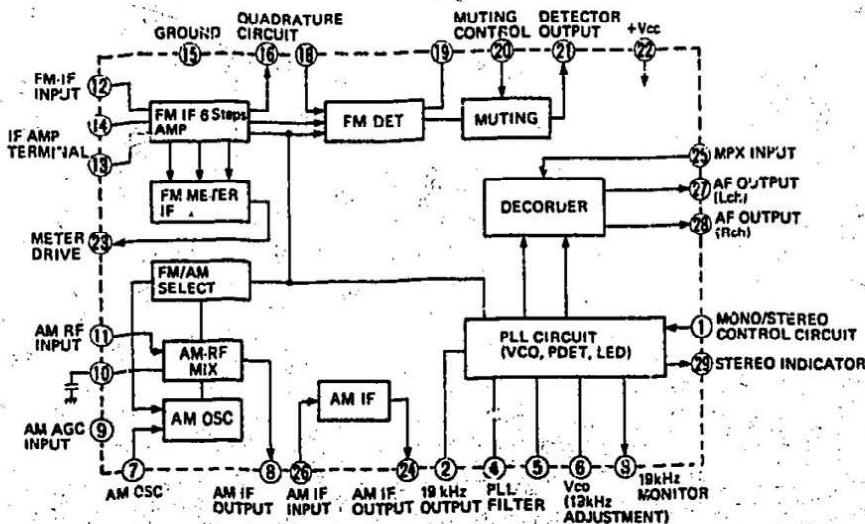 GROUND
15
QUADRATURE
CIRCUIT
16
18
19
MUTING
CONTROL
20
DETECTOR
OUTPUT
21
+Vcc
22
FM-IF
INPUT
12
14
IF AMP
TERMINAL
13
FM IF 6 Steps
AMP
FM DET
MUTING
25
MPX INPUT
27
AF OUTPUT
(Lch)
28
AF OUTPUT
(Rch)
DECORDER
FM METER
IF
METER
DRIVE
23
FM/AM
SELECT
AM RF
INPUT
11
10
AM-RF
MIX
PLL CIRCUIT
(VCO, PDET, LED)
1
MONO/STEREO
CONTROL CIRCUIT
29
STEREO INDICATOR
AM IF
AM OSC
AM AGC
INPUT
9
7
AM OSC
8
AM IF
OUTPUT
26
AM IF
INPUT
24
AM IF
OUTPUT
2
19 kHz
OUTPUT
4
PLL
FILTER
5
6
VCO
(19kHz
ADJUSTMENT)
19kHz
MONITOR